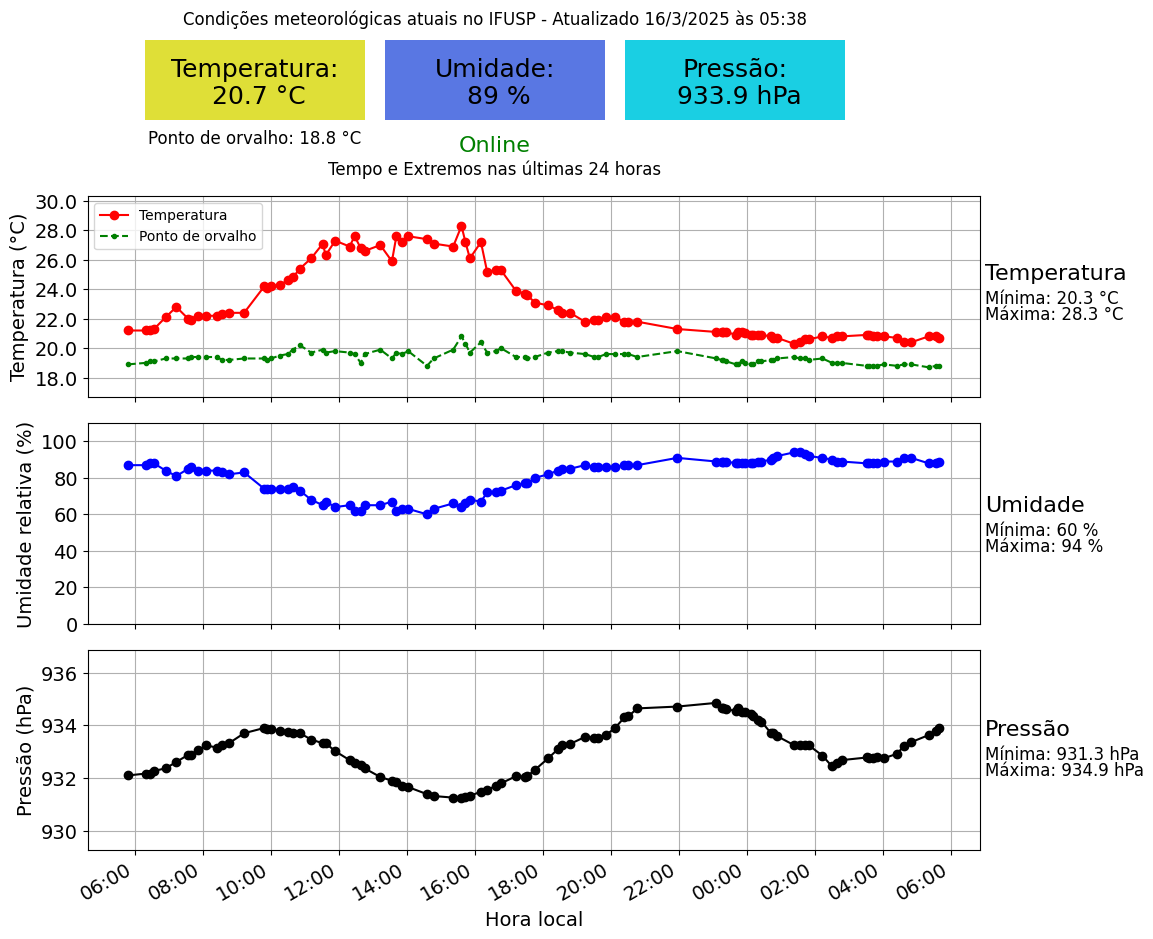 Condições meteorológicas atuais no IFUSP - Atualizado 16/3/2025 às 05:38
Temperatura:
20.7 °C
Umidade:
89 %
Pressão:
933.9 hPa
Ponto de orvalho: 18.8 °C
Online
Tempo e Extremos nas últimas 24 horas
Temperatura (°C)
30.0
28.0
26.0
24.0
22.0
20.0
18.0
Temperatura
Ponto de orvalho
Temperatura
Mínima: 20.3 °C
Máxima: 28.3 °C
Umidade relativa (%)
100
80
60
40
20
0
Umidade
Mínima: 60 %
Máxima: 94 %
Pressão (hPa)
936
934
932
930
Pressão
Mínima: 931.3 hPa
Máxima: 934.9 hPa
06:00 08:00 10:00 12:00 14:00 16:00 18:00 20:00 22:00 00:00 02:00 04:00 06:00
Hora local